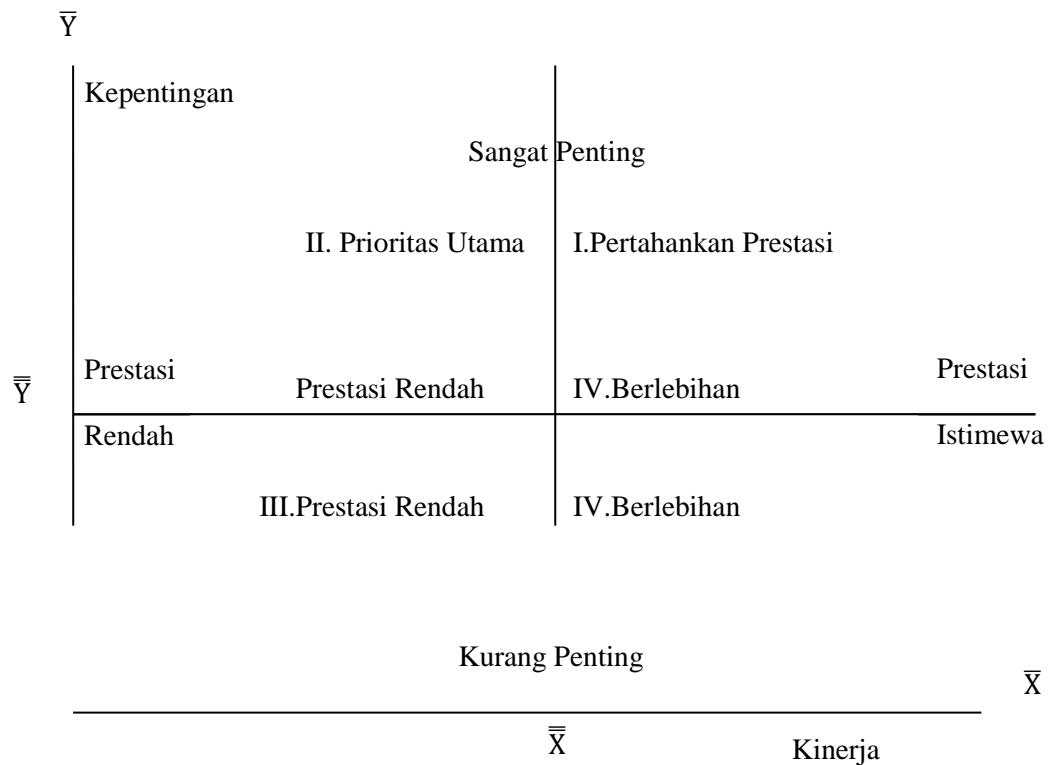 Y̅
Kepentingan
Sangat Penting
II. Prioritas Utama I.Pertahankan Prestasi
Prestasi Prestasi
Y̿ Prestasi Rendah IV.Berlebihan
Rendah Istimewa
III.Prestasi Rendah IV.Berlebihan
Kurang Penting
X̅
X̿ Kinerja